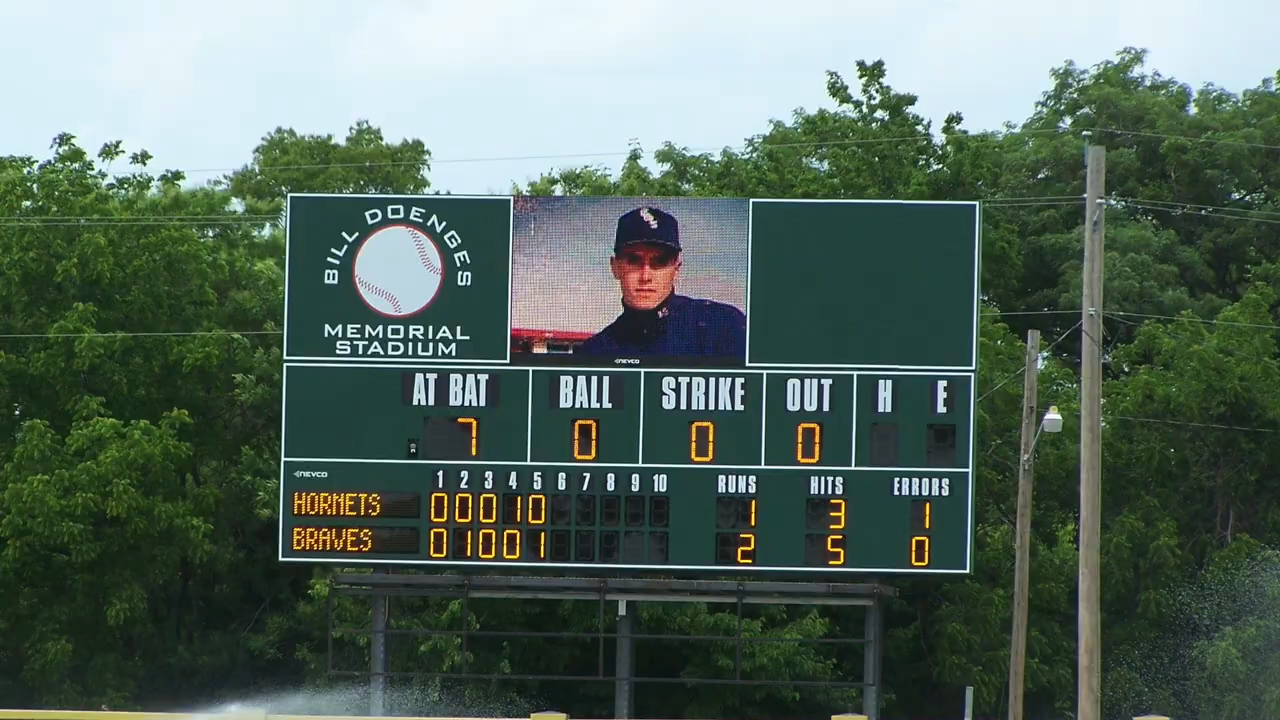 BILL DOENGES
MEMORIAL
STADIUM
NEVCO
AT BAT BALL STRIKE OUT H E
7 0 0 0
NEVCO
1 2 3 4 5 6 7 8 9 10 RUNS HITS ERRORS
HORNETS 0 0 0 1 0 1 3 1
BRAVES 0 1 0 0 1 2 5 0